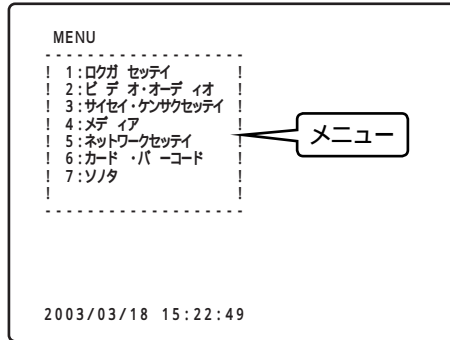 MENU
- - - - - - - - - - - - - - - - - -
! 1:ロクガ セッテイ !
! 2:ビ デ オ・オーデ ィオ !
! 3:サイセイ・ケンサクセッテイ !
! 4:メデ ィア !
! 5:ネットワークセッテイ !
! 6:カード ・バ ーコード !
! 7:ソノタ !
! !
- - - - - - - - - - - - - - - - - -
メニュー
2003/03/18 15:22:49